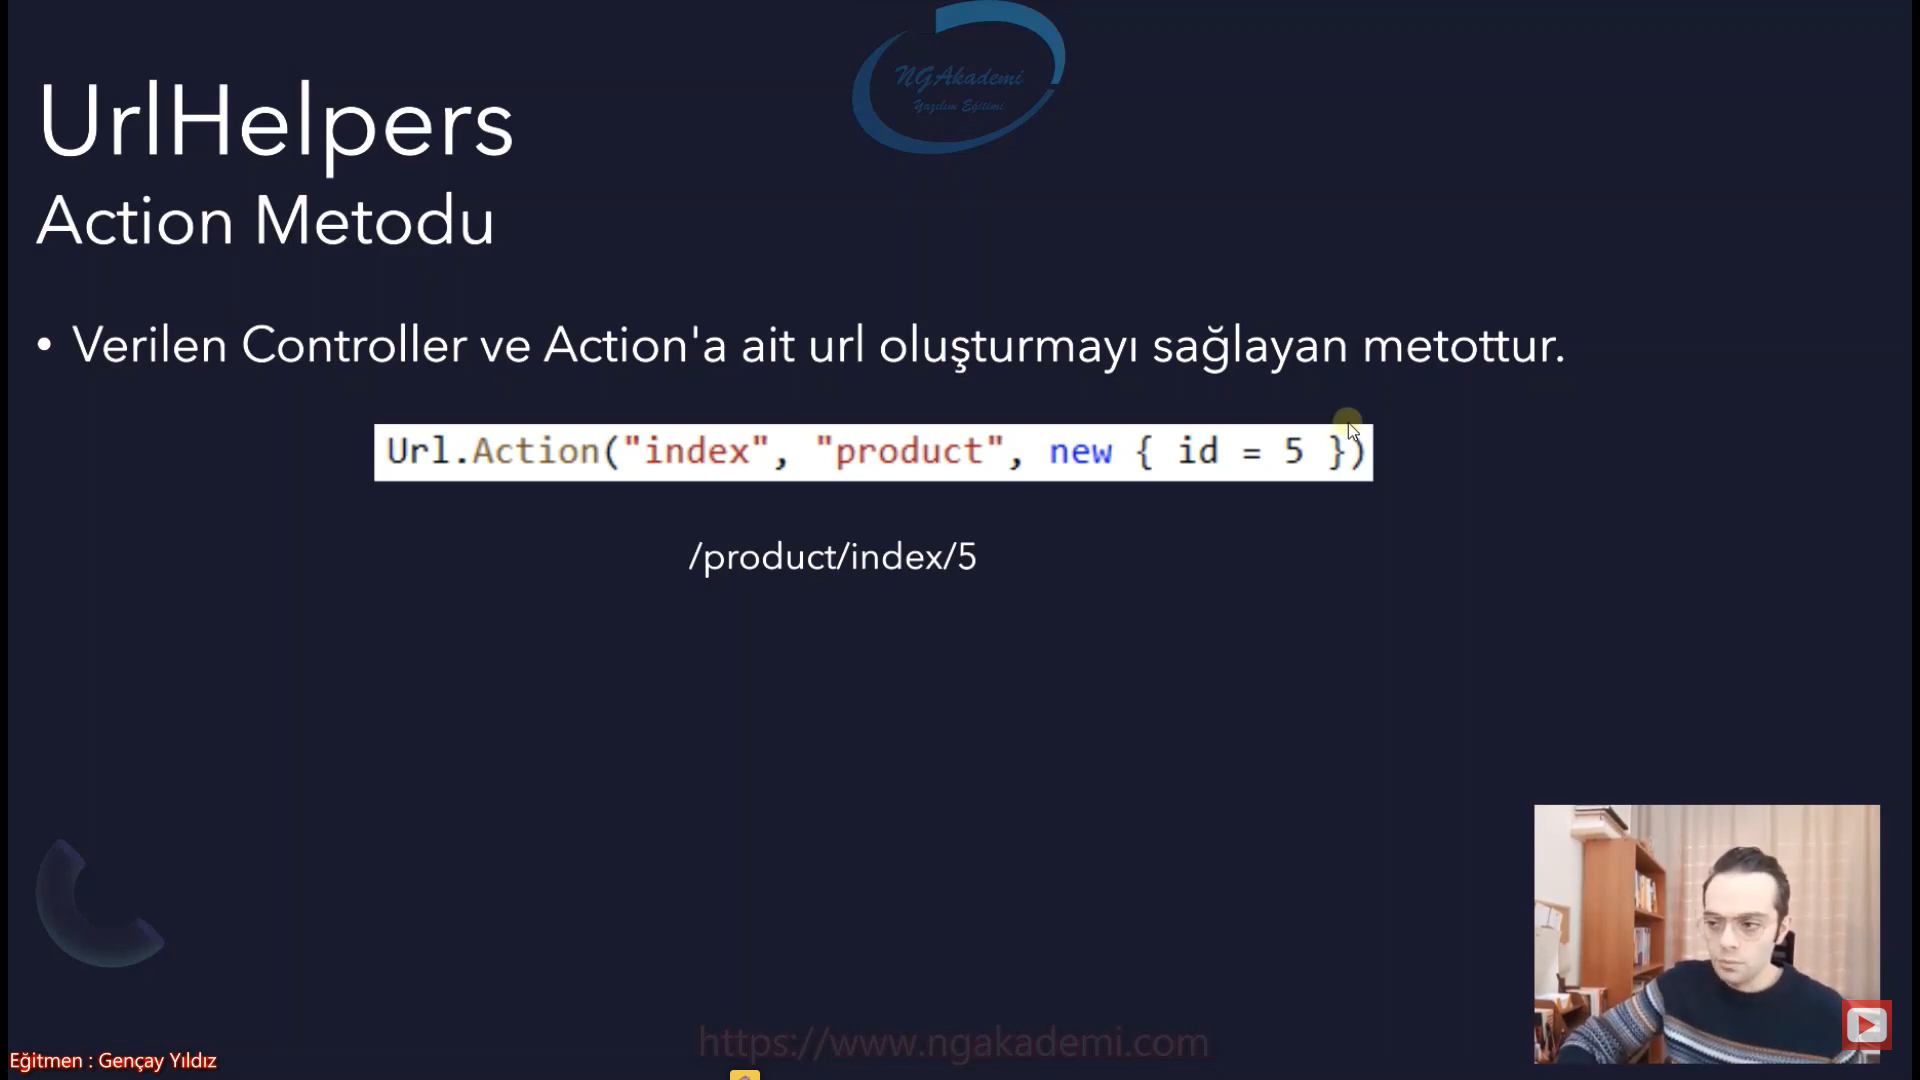 NGAkademi
Yazılım Eğitimi
UrlHelpers
Action Metodu
• Verilen Controller ve Action'a ait url oluşturmayı sağlayan metottur.
Url.Action("index", "product", new { id = 5 })
/product/index/5
https://www.ngakademi.com
Eğitmen : Gençay Yıldız